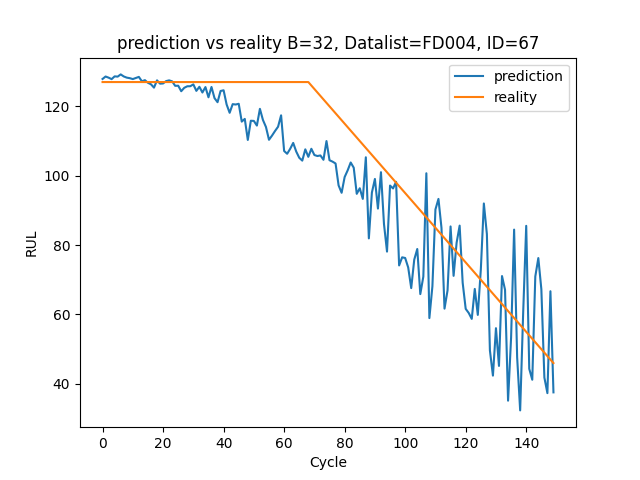 prediction vs reality B=32, Datalist=FD004, ID=67
prediction
reality
120
100
80
60
40
RUL
0 20 40 60 80 100 120 140
Cycle